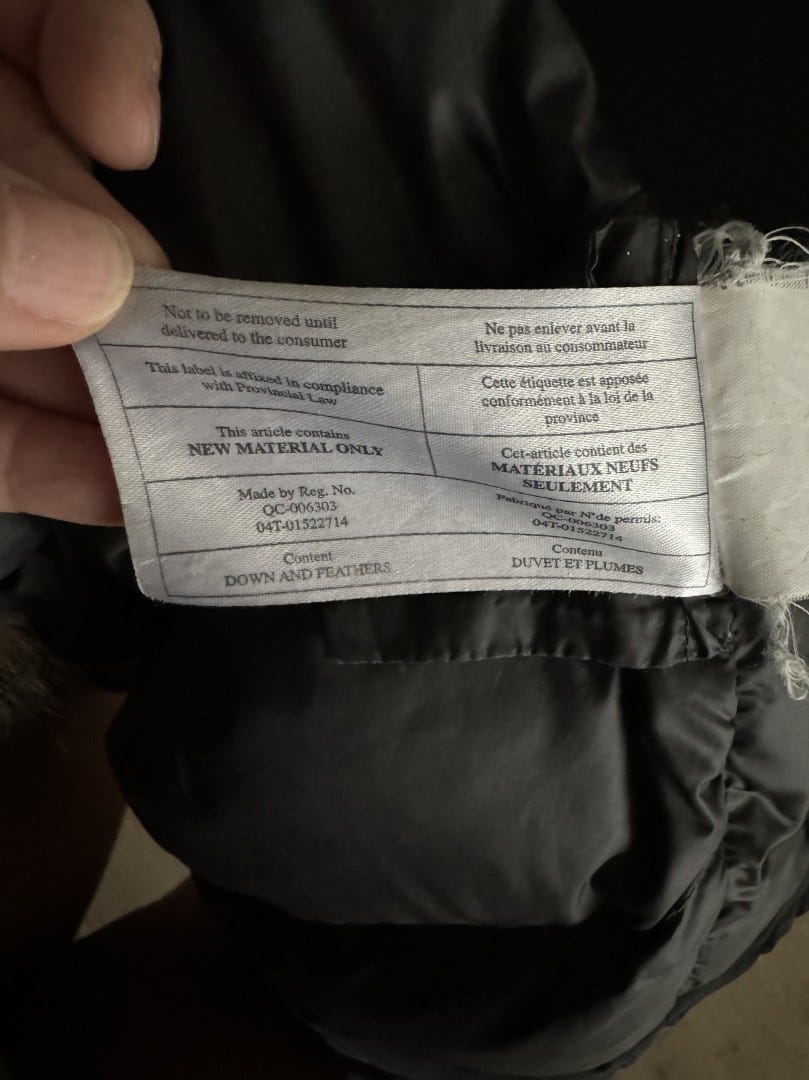 Not to be removed until
delivered to the consumer
Ne pas enlever avant la
livraison au consommateur
This label is affixed in compliance
with Provincial Law
Cette étiquette est apposée
conformément à la loi de la
province
This article contains
NEW MATERIAL ONLY
Cet article contient des
MATÉRIAUX NEUFS
SEULEMENT
Made by Reg. No.
QC-006303
04T-01522714
Fabriqué par N°de permis:
QC-006303
04T-01522714
Content
DOWN AND FEATHERS
Contenu
DUVET ET PLUMES